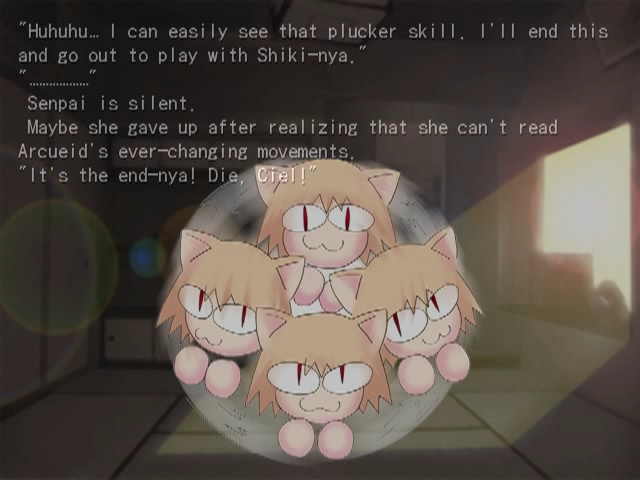 "Huhuhu… I can easily see that plucker skill. I'll end this
and go out to play with Shiki-nya."
"………………"
Senpai is silent.
Maybe she gave up after realizing that she can't read
Arcueid's ever-changing movements.
"It's the end-nya! Die, Ciel!"